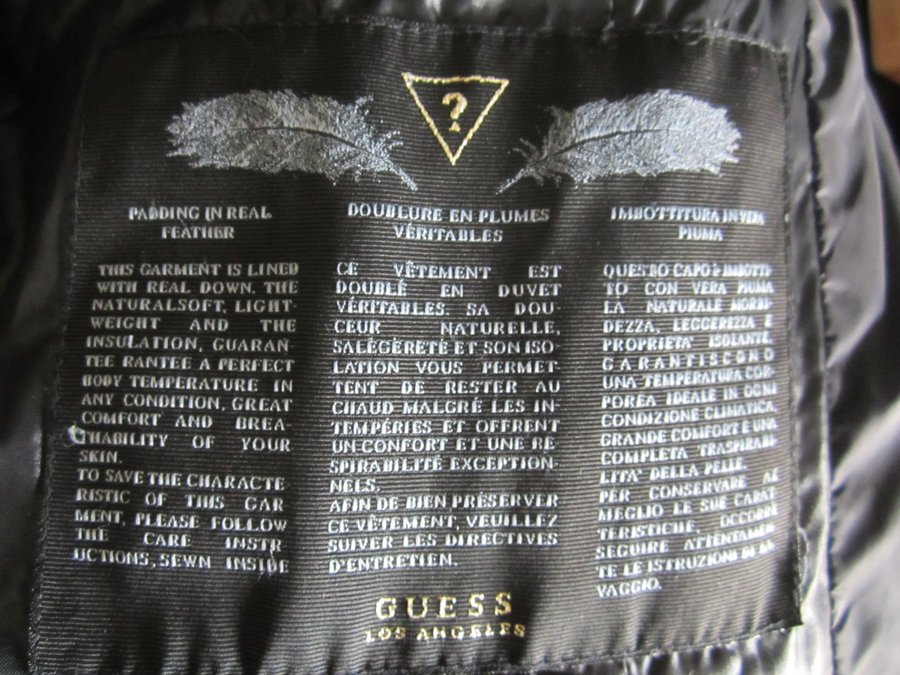 ?
PADDING IN REAL
FEATHER
THIS GARMENT IS LINED
WITH REAL DOWN. THE
NATURALSOFT, LIGHT-
WEIGHT AND THE
INSULATION, GUARAN
TEE RANTEE A PERFECT
BODY TEMPERATURE IN
ANY CONDITION, GREAT
COMFORT AND BREA-
THABILITY OF YOUR
SKIN.
TO SAVE THE CHARACTE
RISTIC OF THIS GAR
MENT, PLEASE FOLLOW
THE CARE INSTR
UCTIONS, SEWN INSIDE
DOUBLURE EN PLUMES
VÉRITABLES
CE VÊTEMENT EST
DOUBLÉ EN DUVET
VÉRITABLES. SA DOU-
CEUR NATURELLE,
SALÉGÈRETÉ ET SON ISO-
LATION VOUS PERMET-
TENT DE RESTER AU
CHAUD MALGRÉ LES IN-
TEMPÉRIES ET OFFRENT
UN CONFORT ET UNE RE
SPIRABILITÉ EXCEPTION-
NELS.
AFIN DE BIEN PRÉSERVER
CE VÊTEMENT, VEUILLEZ
SUIVER LES DIRECTIVES
D'ENTRETIEN.
IMBOTTITURA IN VERA
PIUMA
QUESTO CAPO È IMBOTTI-
TO CON VERA PIUMA
LA NATURALE MORBI-
DEZZA, LEGGEREZZA E
PROPRIETÀ ISOLANTE,
GARANTISCONO
UNA TEMPERATURA COR-
POREA IDEALE IN OGNI
CONDIZIONE CLIMATICA,
GRANDE COMFORT E UNA
COMPLETA TRASPIRABI-
LITÀ DELLA PELLE.
PER CONSERVARE AL
MEGLIO LE SUE CARAT
TERISTICHE, OCCORRE
SEGUIRE ATTENTAMEN-
TE LE ISTRUZIONI DI LA
VAGGIO.
GUESS
LOS ANGELES